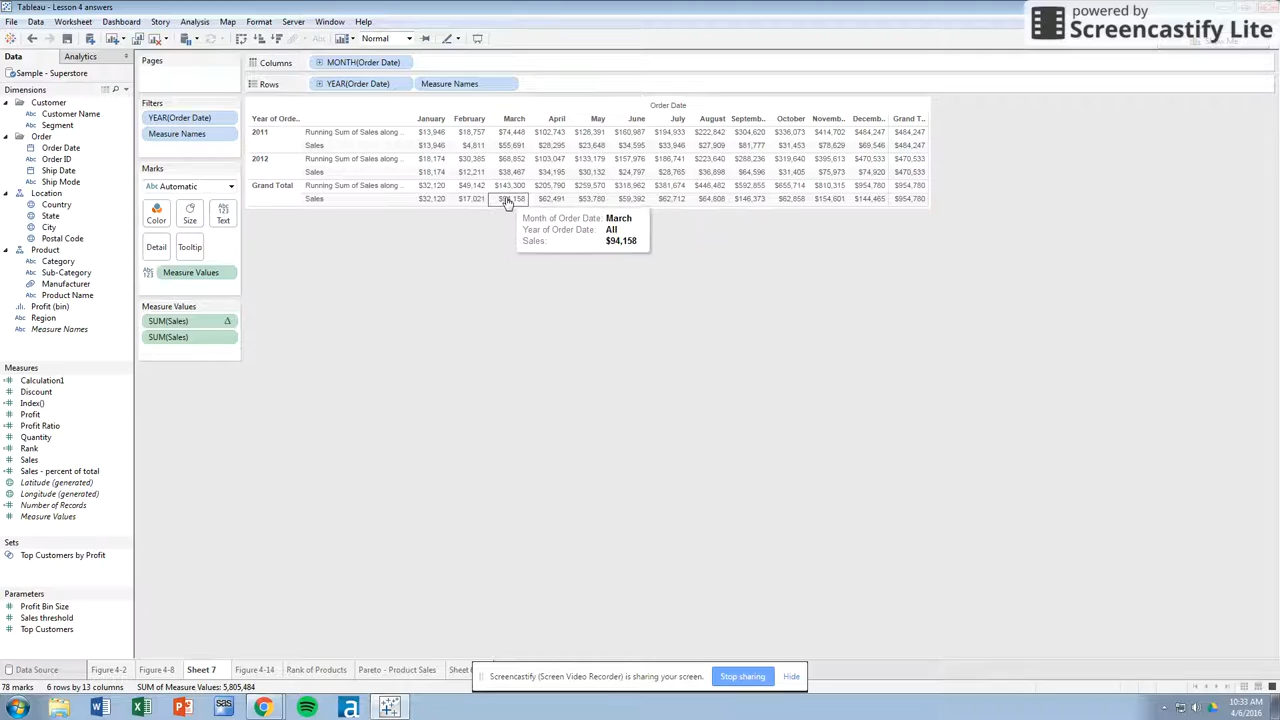 Tableau - Lesson 4 answers
powered by
Screencastify Lite
File Data Worksheet Dashboard Story Analysis Map Format Server Window Help
Normal
Data Analytics
Pages
Columns MONTH(Order Date)
Sample - Superstore
Rows YEAR(Order Date) Measure Names
Dimensions
Customer
Customer Name
Segment
Order
Order Date
Order ID
Ship Date
Ship Mode
Location
Country
State
City
Postal Code
Product
Category
Sub-Category
Manufacturer
Product Name
Profit (bin)
Region
Measure Names
Measures
Calculation1
Discount
Index()
Profit
Profit Ratio
Quantity
Rank
Sales
Sales - percent of total
Latitude (generated)
Longitude (generated)
Number of Records
Measure Values
Sets
Top Customers by Profit
Parameters
Profit Bin Size
Sales threshold
Top Customers
Filters
YEAR(Order Date)
Measure Names
Marks
Abc Automatic
Color Size Text
Detail Tooltip
Measure Values
Measure Values
SUM(Sales) Δ
SUM(Sales)
Order Date
Year of Orde.. January February March April May June July August Septemb.. October Novemb.. Decemb.. Grand T..
2011 Running Sum of Sales along .. $13,946 $18,757 $74,448 $102,743 $126,391 $160,987 $194,933 $222,842 $304,620 $336,073 $414,702 $484,247 $484,247
Sales $13,946 $4,811 $55,691 $28,295 $23,648 $34,595 $33,946 $27,909 $81,777 $31,453 $78,629 $69,546 $484,247
2012 Running Sum of Sales along .. $18,174 $30,385 $68,852 $103,047 $133,179 $157,976 $186,741 $223,640 $288,236 $319,640 $395,613 $470,533 $470,533
Sales $18,174 $12,211 $38,467 $34,195 $30,132 $24,797 $28,765 $36,898 $64,596 $31,405 $75,973 $74,920 $470,533
Grand Total Running Sum of Sales along .. $32,120 $49,142 $143,300 $205,790 $259,570 $318,962 $381,674 $446,482 $592,855 $655,714 $810,315 $954,780 $954,780
Sales $32,120 $17,021 $62,491 $53,780 $59,392 $62,712 $64,808 $146,373 $62,858 $154,601 $144,465 $954,780
Month of Order Date: March
Year of Order Date: All
Sales: $94,158
Data Source Figure 4-2 Figure 4-8 Sheet 7 Figure 4-14 Rank of Products Pareto - Product Sales
Screencastify (Screen Video Recorder) is sharing your screen. Stop sharing Hide
78 marks 6 rows by 13 columns SUM of Measure Values: 5,805,484
10:33 AM
4/6/2016